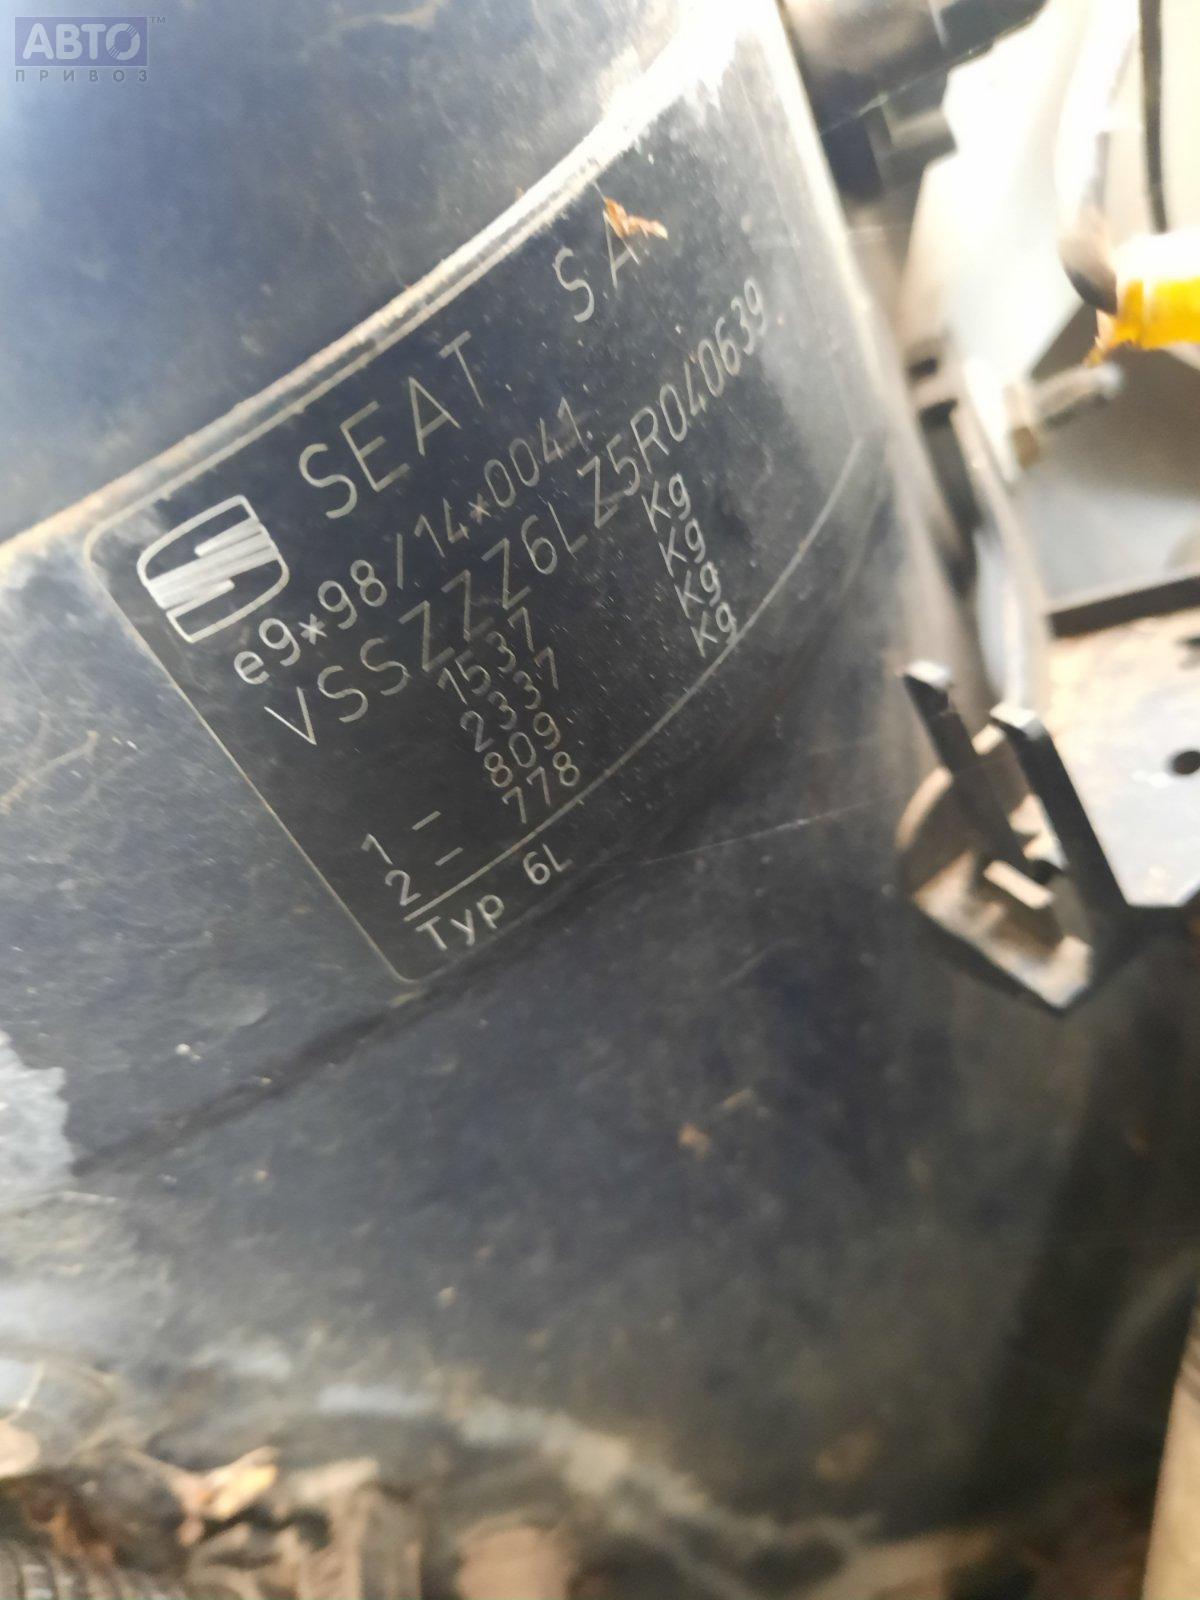 АВТО™
ПРИВОЗ
SEAT S.A.
e9*98/14*0041
VSSZZZ6LZ5R040639
1537 Kg
2337 Kg
1 - 809 Kg
2 - 778 Kg
Typ 6L